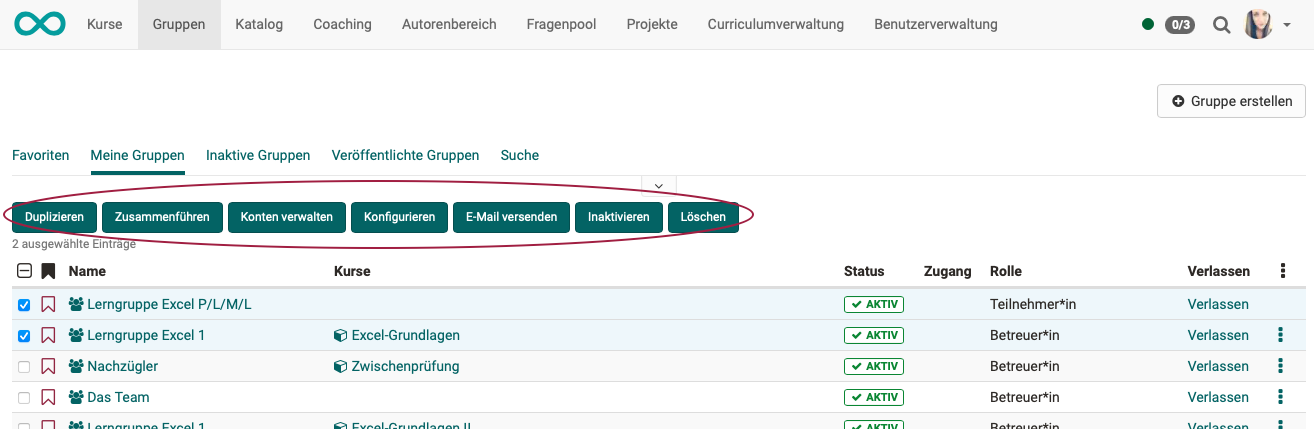 Kurse Gruppen Katalog Coaching Autorenbereich Fragenpool Projekte Curriculumverwaltung Benutzerverwaltung 0/3
Gruppe erstellen
Favoriten Meine Gruppen Inaktive Gruppen Veröffentlichte Gruppen Suche
Duplizieren Zusammenführen Konten verwalten Konfigurieren E-Mail versenden Inaktivieren Löschen
2 ausgewählte Einträge
Name Kurse Status Zugang Rolle Verlassen
Lerngruppe Excel P/L/M/L AKTIV Teilnehmer*in Verlassen
Lerngruppe Excel 1 Excel-Grundlagen AKTIV Betreuer*in Verlassen
Nachzügler Zwischenprüfung AKTIV Betreuer*in Verlassen
Das Team AKTIV Betreuer*in Verlassen
Lerngruppe Excel 1 Excel-Grundlagen II AKTIV Betreuer*in Verlassen